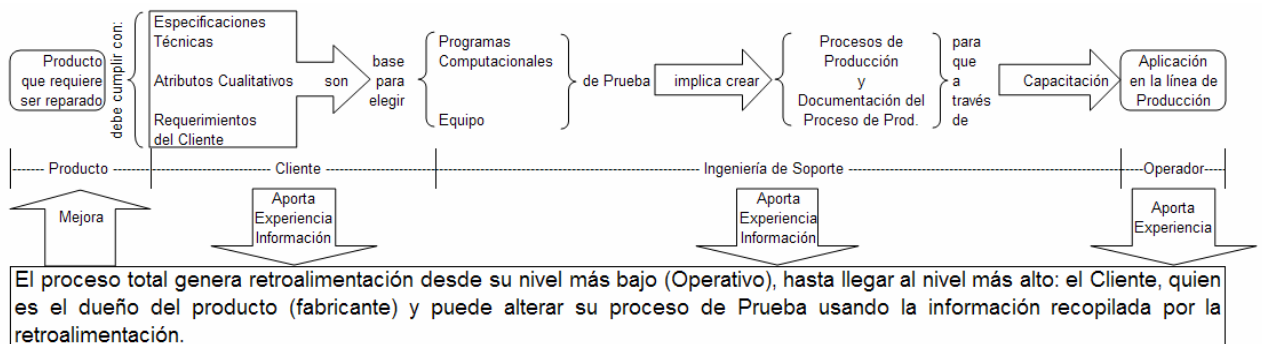 Producto
que requiere
ser reparado
debe cumplir con:
Especificaciones
Técnicas
Atributos Cualitativos
Requerimientos
del Cliente
son
base
para
elegir
Programas
Computacionales
Equipo
de Prueba
implica crear
Procesos de
Producción
y
Documentación del
Proceso de Prod.
para
que
a
través
de
Capacitación
Aplicación
en la línea de
Producción
Producto
Cliente
Ingeniería de Soporte
Operador
Mejora
Aporta
Experiencia
Información
Aporta
Experiencia
Información
Aporta
Experiencia
El proceso total genera retroalimentación desde su nivel más bajo (Operativo), hasta llegar al nivel más alto: el Cliente, quien
es el dueño del producto (fabricante) y puede alterar su proceso de Prueba usando la información recopilada por la
retroalimentación.